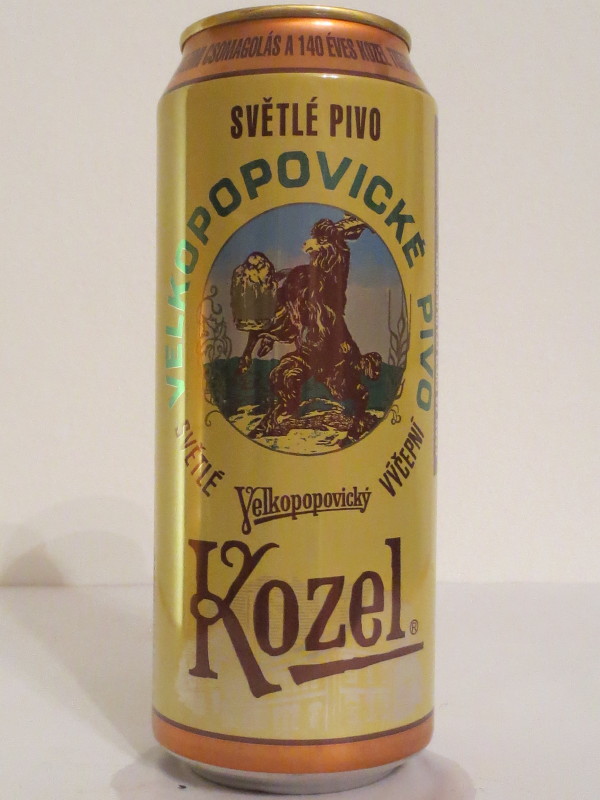 CSOMAGOLÁS A 140 ÉVES KOZEL
SVĚTLÉ PIVO
VELKOPOPOVICKÉ PIVO
SVĚTLÉ
VÝČEPNÍ
Velkopopovický
Kozel®